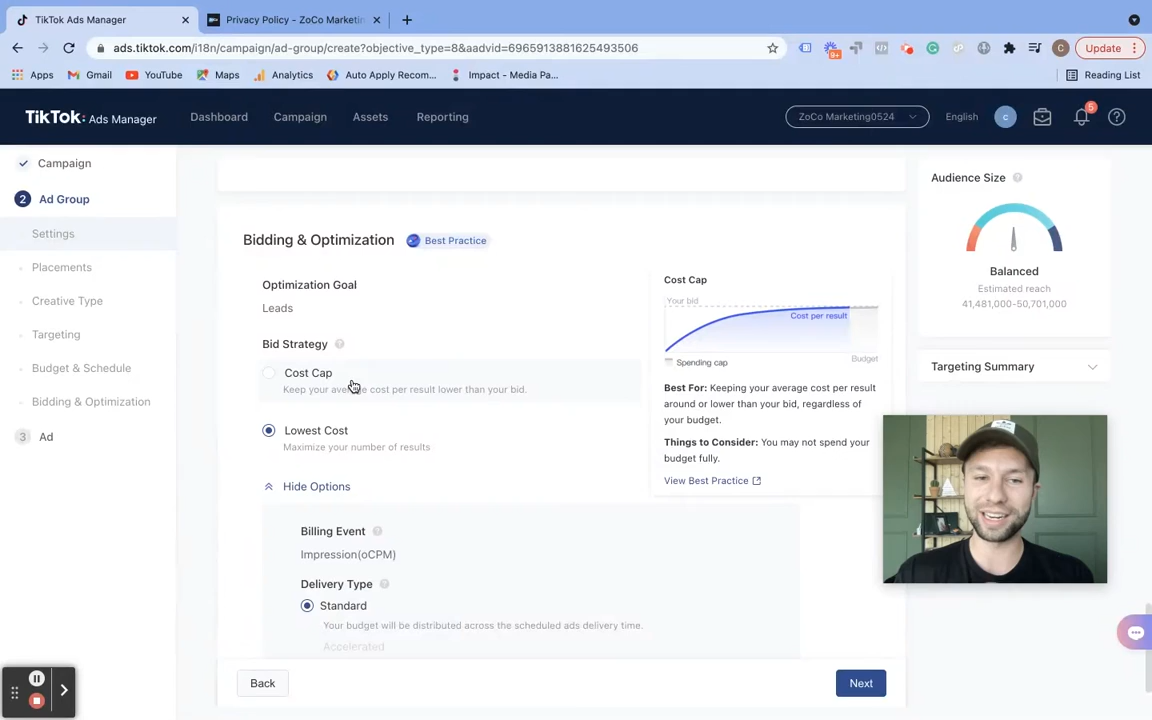 TikTok Ads Manager
Privacy Policy - ZoCo Marketin
ads.tiktok.com/i18n/campaign/ad-group/create?objective_type=8&aadvid=6965913881625493506
C
Update
Apps
Gmail
YouTube
Maps
Analytics
Auto Apply Recom...
Impact - Media Pa...
Reading List
TikTok: Ads Manager
Dashboard
Campaign
Assets
Reporting
ZoCo Marketing0524
English
c
5
Campaign
2 Ad Group
Settings
Placements
Creative Type
Targeting
Budget & Schedule
Bidding & Optimization
3 Ad
Bidding & Optimization
Best Practice
Optimization Goal
Leads
Bid Strategy
Cost Cap
Keep your average cost per result lower than your bid.
Lowest Cost
Maximize your number of results
Hide Options
Billing Event
Impression(oCPM)
Delivery Type
Standard
Your budget will be distributed across the scheduled ads delivery time.
Accelerated
Back
Next
Cost Cap
Your bid
Cost per result
Budget
Spending cap
Best For: Keeping your average cost per result
around or lower than your bid, regardless of
your budget.
Things to Consider: You may not spend your
budget fully.
View Best Practice
Audience Size
Balanced
Estimated reach
41,481,000-50,701,000
Targeting Summary